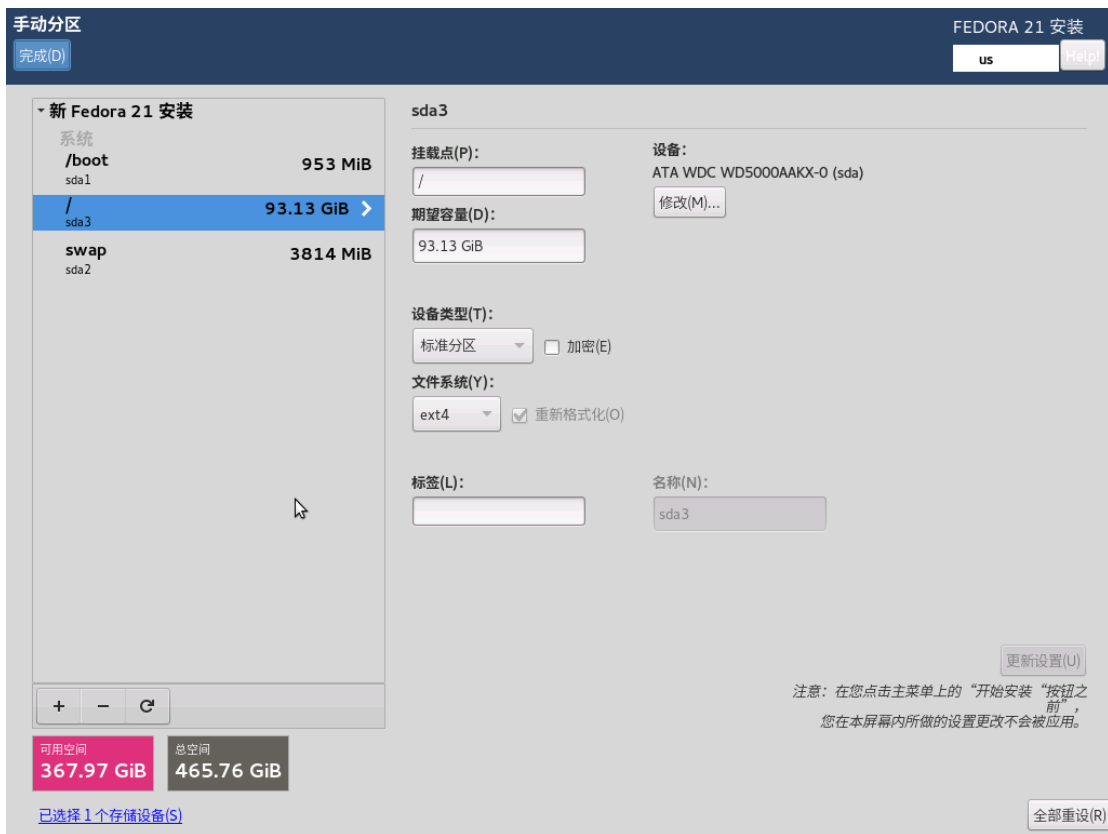 手动分区
FEDORA 21 安装
完成(D)
us
Help!
新 Fedora 21 安装
系统
/boot
953 MiB
sda1
/
93.13 GiB
sda3
swap
3814 MiB
sda2
sda3
挂载点(P)：
/
期望容量(D)：
93.13 GiB
设备：
ATA WDC WD5000AAKX-0 (sda)
修改(M)...
设备类型(T)：
标准分区
加密(E)
文件系统(Y)：
ext4
重新格式化(O)
标签(L)：
名称(N)：
sda3
更新设置(U)
注意：在您点击主菜单上的“开始安装“按钮之
前”，
您在本屏幕内所做的设置更改不会被应用。
+ −
可用空间
367.97 GiB
总空间
465.76 GiB
已选择 1 个存储设备(S)
全部重设(R)